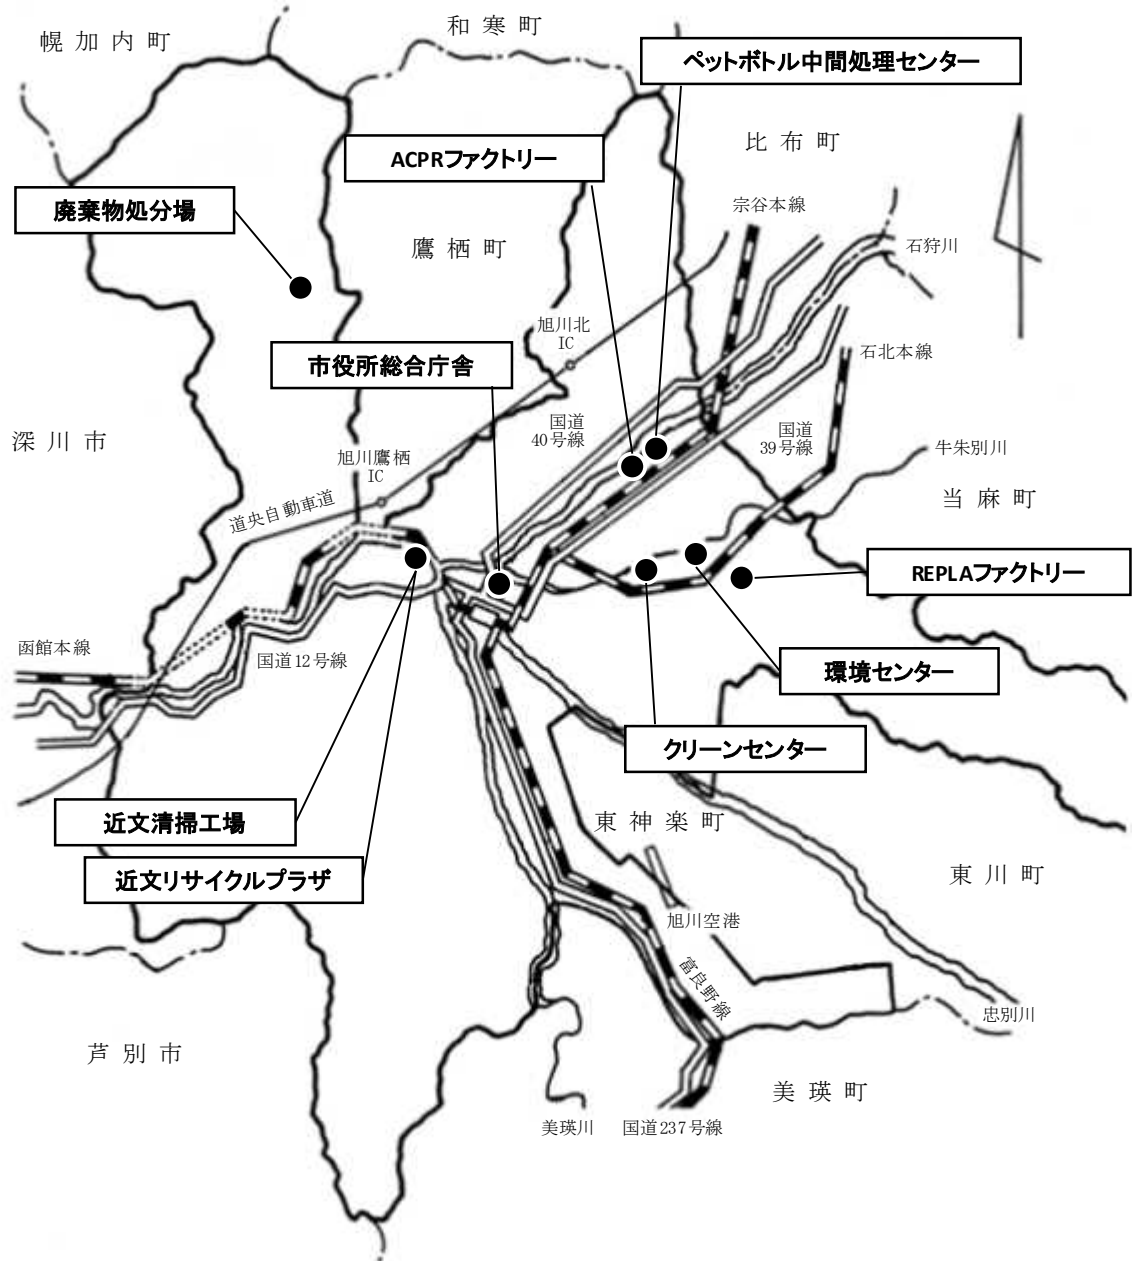 幌加内町
和寒町
ペットボトル中間処理センター
比布町
ACPRファクトリー
廃棄物処分場
宗谷本線
鷹栖町
石狩川
旭川北
IC
市役所総合庁舎
石北本線
国道
40号線
国道
39号線
深川市
旭川鷹栖
IC
牛朱別川
当麻町
道央自動車道
REPLAファクトリー
函館本線
国道12号線
環境センター
クリーンセンター
近文清掃工場
東神楽町
近文リサイクルプラザ
東川町
旭川空港
富良野線
忠別川
芦別市
美瑛町
美瑛川
国道237号線